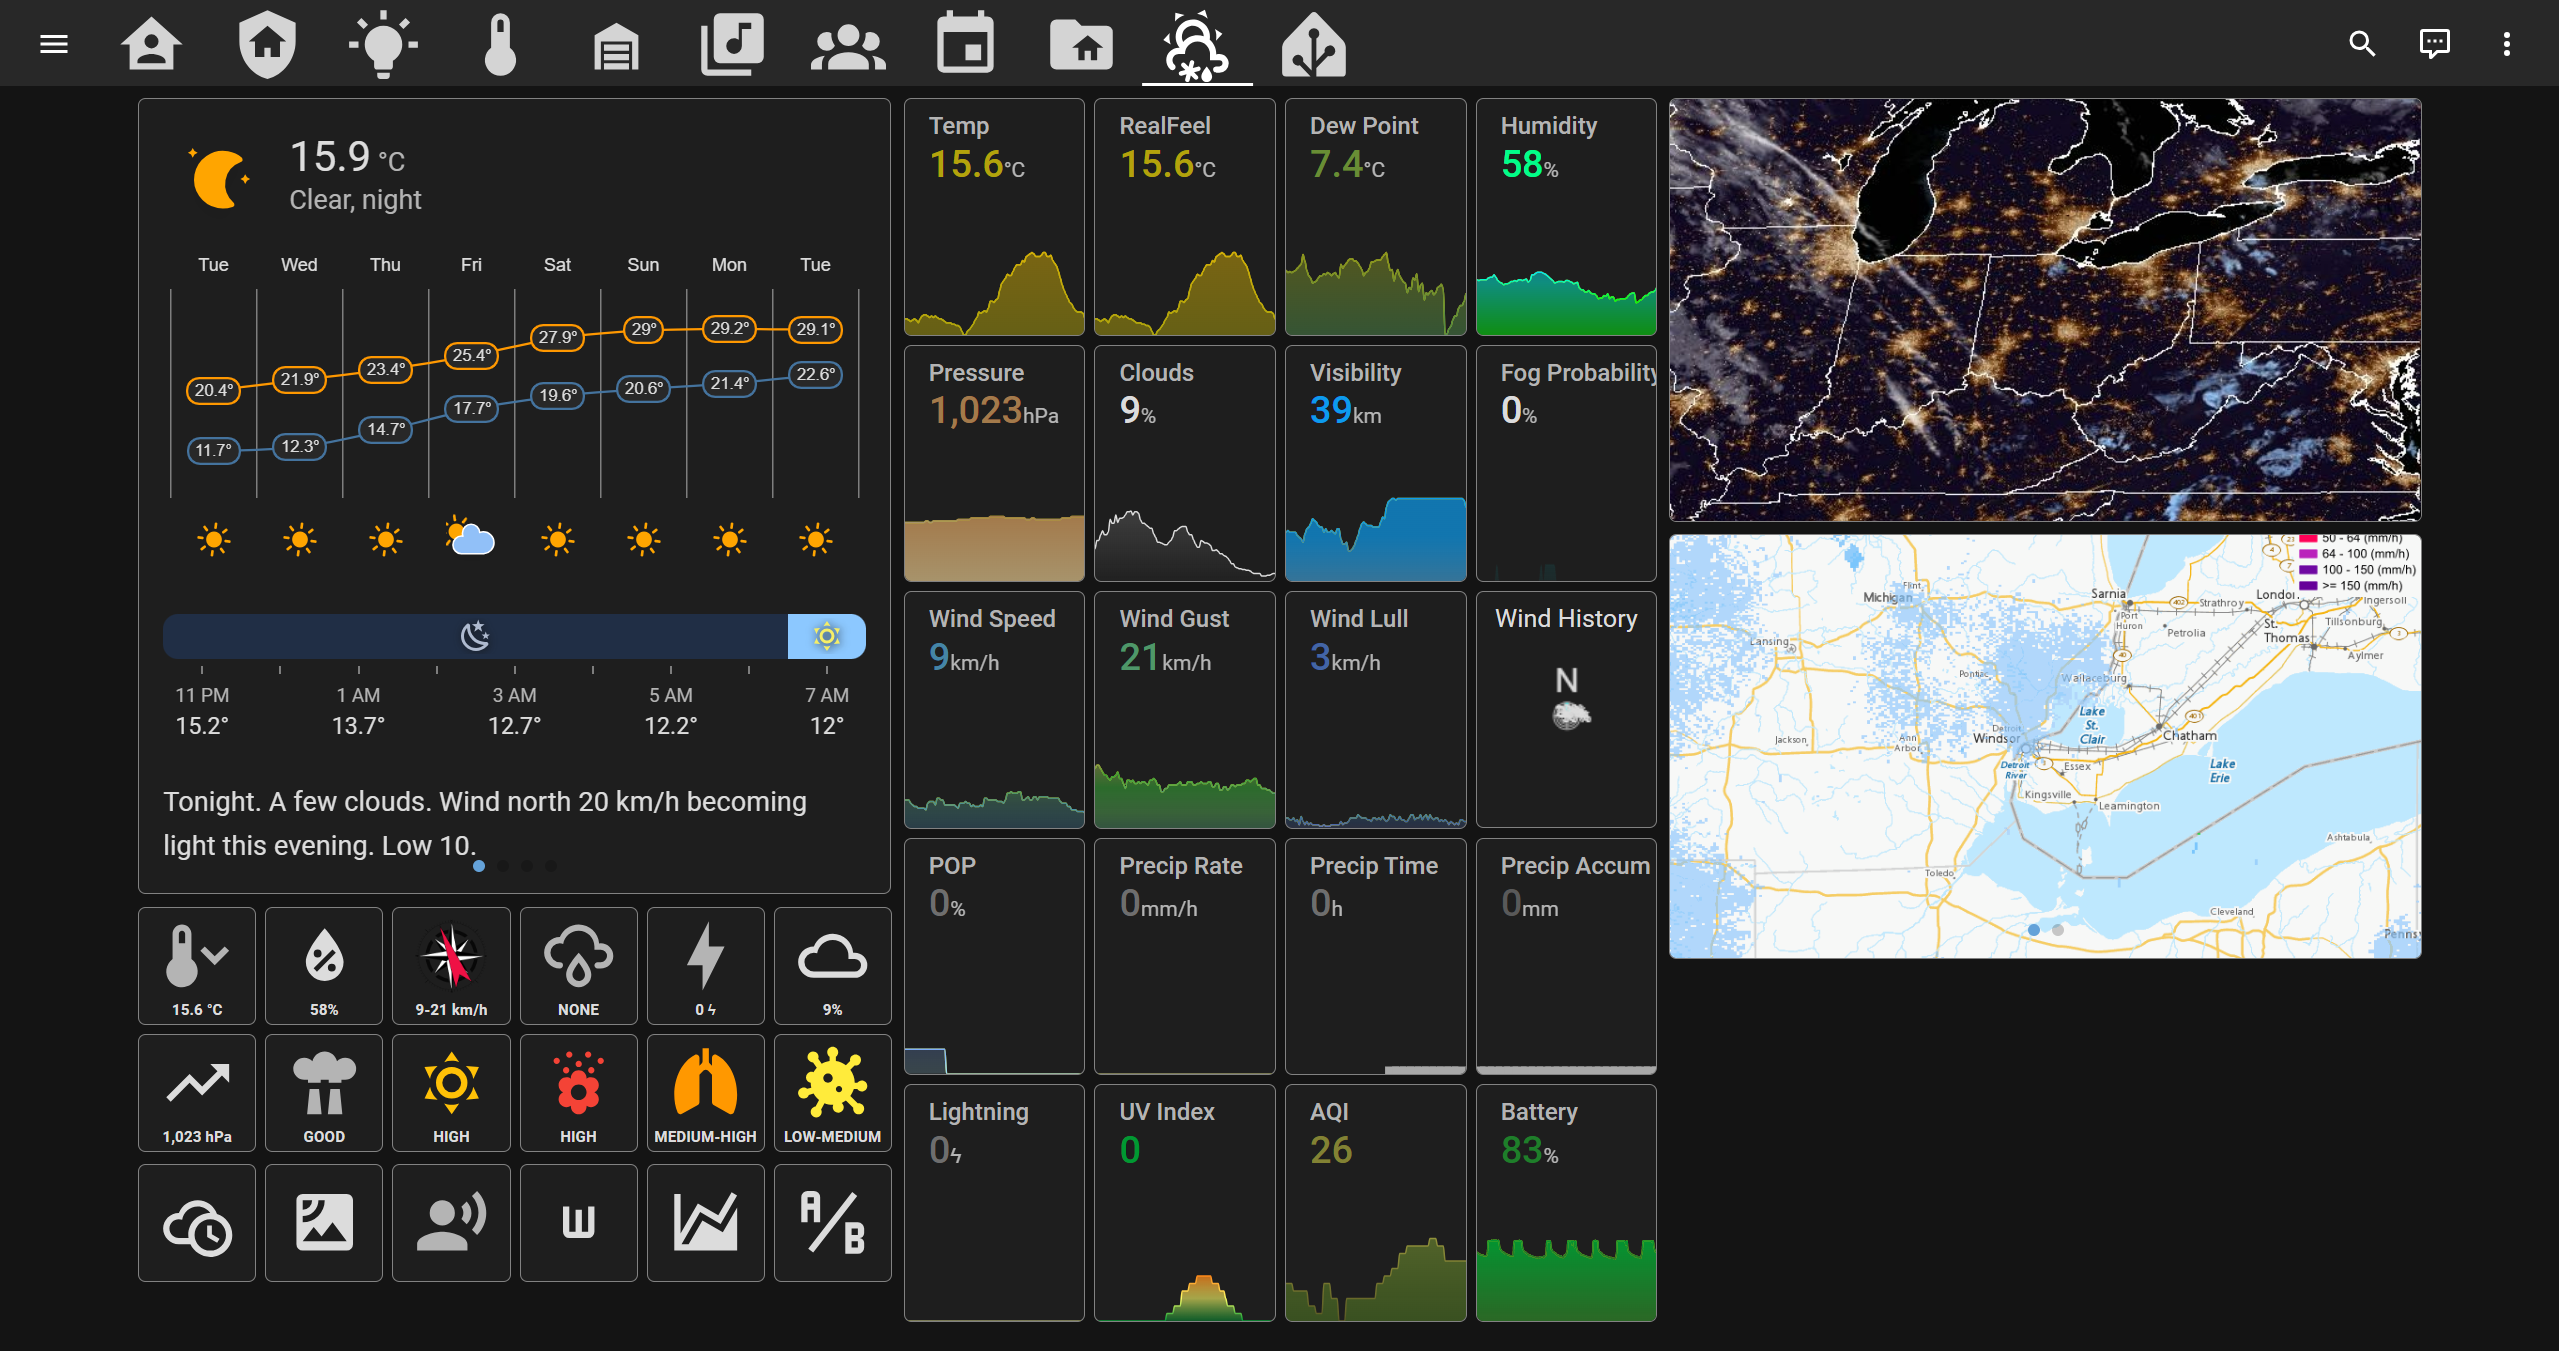 15.9 °C
Clear, night
Tue Wed Thu Fri Sat Sun Mon Tue
20.4° 21.9° 23.4° 25.4° 27.9° 29° 29.2° 29.1°
11.7° 12.3° 14.7° 17.7° 19.6° 20.6° 21.4° 22.6°
11 PM 1 AM 3 AM 5 AM 7 AM
15.2° 13.7° 12.7° 12.2° 12°
Tonight. A few clouds. Wind north 20 km/h becoming
light this evening. Low 10.
15.6 °C 58% 9-21 km/h NONE 0 ϟ 9%
1,023 hPa GOOD HIGH HIGH MEDIUM-HIGH LOW-MEDIUM
W A/B
Temp
15.6°C
RealFeel
15.6°C
Dew Point
7.4°C
Humidity
58%
Pressure
1,023hPa
Clouds
9%
Visibility
39km
Fog Probability
0%
Wind Speed
9km/h
Wind Gust
21km/h
Wind Lull
3km/h
Wind History
N
POP
0%
Precip Rate
0mm/h
Precip Time
0h
Precip Accum
0mm
Lightning
0ϟ
UV Index
0
AQI
26
Battery
83%
50 - 64 (mm/h)
64 - 100 (mm/h)
100 - 150 (mm/h)
>= 150 (mm/h)
Flint
Michigan
Sarnia
402
Strathroy
Ingersoll
Port
Huron
Petrolia
St.
Thomas
Tillsonburg
Lansing
40
Aylmer
Pontiac
Wallaceburg
Lake
St.
Clair
401
Chatham
Jackson
Ann
Arbor
Detroit
Windsor
Detroit
River
Essex
Lake
Erie
Kingsville
Leamington
Ashtabula
Toledo
Cleveland